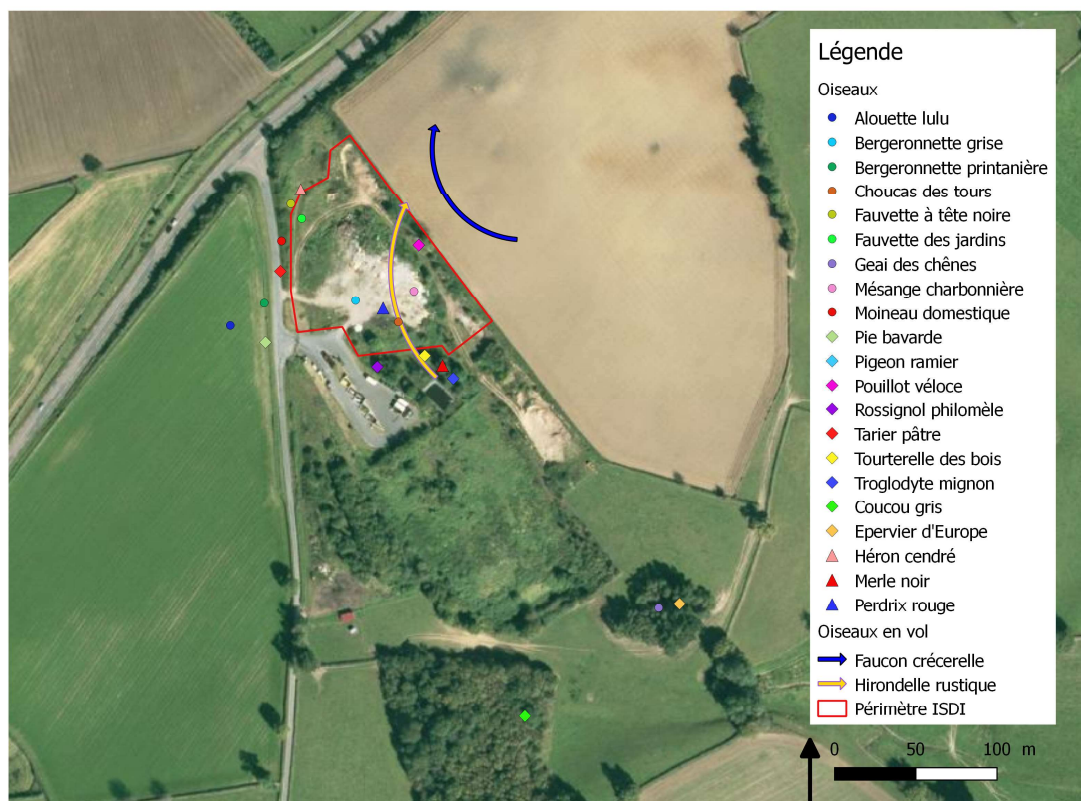 Légende
Oiseaux
Alouette lulu
Bergeronnette grise
Bergeronnette printanière
Choucas des tours
Fauvette à tête noire
Fauvette des jardins
Geai des chênes
Mésange charbonnière
Moineau domestique
Pie bavarde
Pigeon ramier
Pouillot véloce
Rossignol philomèle
Tarier pâtre
Tourterelle des bois
Troglodyte mignon
Coucou gris
Epervier d'Europe
Héron cendré
Merle noir
Perdrix rouge
Oiseaux en vol
Faucon crécerelle
Hirondelle rustique
Périmètre ISDI
0 50 100 m